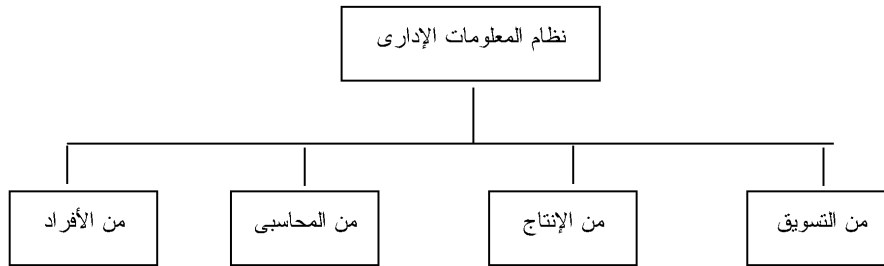 نظام المعلومات الإدارى
من التسويق
من الإنتاج
من المحاسبى
من الأفراد